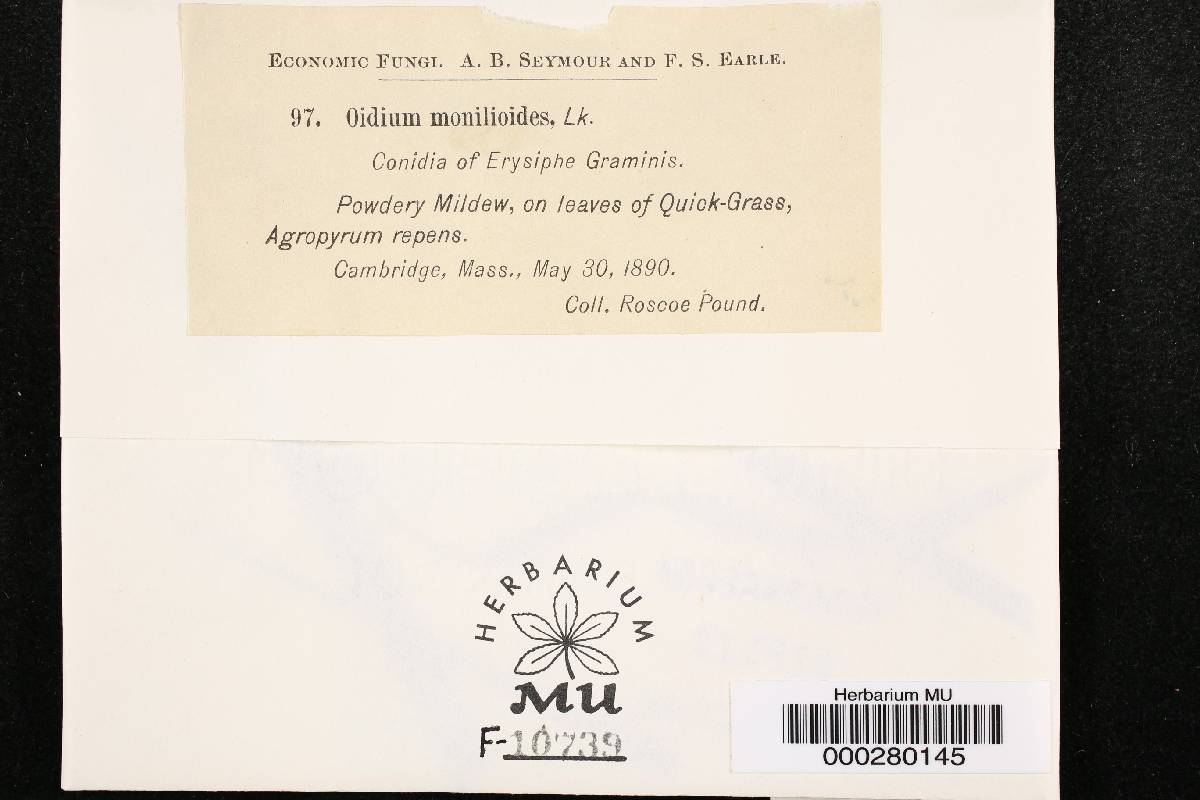 Economic Fungi. A. B. Seymour and F. S. Earle.
97. Oidium monilioides, Lk.
Conidia of Erysiphe Graminis.
Powdery Mildew, on leaves of Quick-Grass,
Agropyrum repens.
Cambridge, Mass., May 30, 1890.
Coll. Roscoe Pound.
HERBARIUM
MU
F-10739
Herbarium MU
000280145